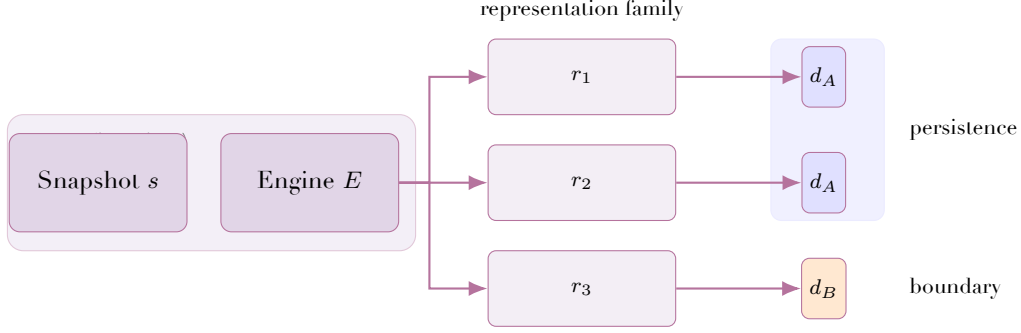 representation family
r₁
d_A
persistence
Snapshot s
Engine E
r₂
d_A
r₃
d_B
boundary